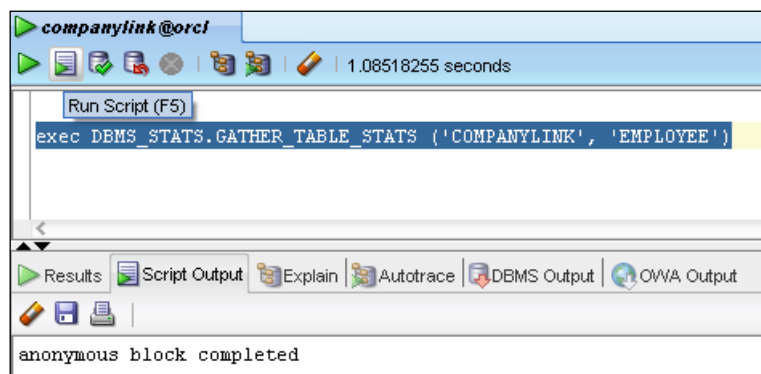 companylink@orcl
1.08518255 seconds
Run Script (F5)
exec DBMS_STATS.GATHER_TABLE_STATS ('COMPANYLINK', 'EMPLOYEE')
Results Script Output Explain Autotrace DBMS Output OWA Output
anonymous block completed